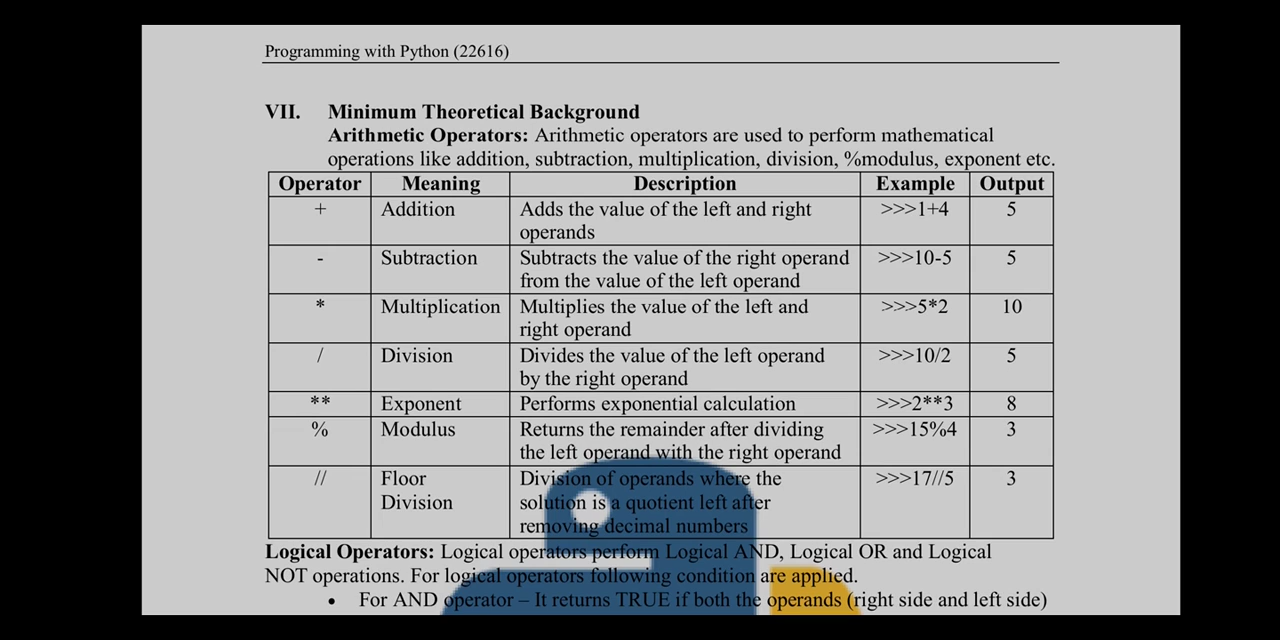 Programming with Python (22616)
VII. Minimum Theoretical Background
Arithmetic Operators: Arithmetic operators are used to perform mathematical
operations like addition, subtraction, multiplication, division, %modulus, exponent etc.
Operator Meaning Description Example Output
+ Addition Adds the value of the left and right >>>1+4 5
operands
- Subtraction Subtracts the value of the right operand >>>10-5 5
from the value of the left operand
* Multiplication Multiplies the value of the left and >>>5*2 10
right operand
/ Division Divides the value of the left operand >>>10/2 5
by the right operand
** Exponent Performs exponential calculation >>>2**3 8
% Modulus Returns the remainder after dividing >>>15%4 3
the left operand with the right operand
// Floor Division of operands where the >>>17//5 3
Division solution is a quotient left after
removing decimal numbers
Logical Operators: Logical operators perform Logical AND, Logical OR and Logical
NOT operations. For logical operators following condition are applied.
• For AND operator – It returns TRUE if both the operands (right side and left side)